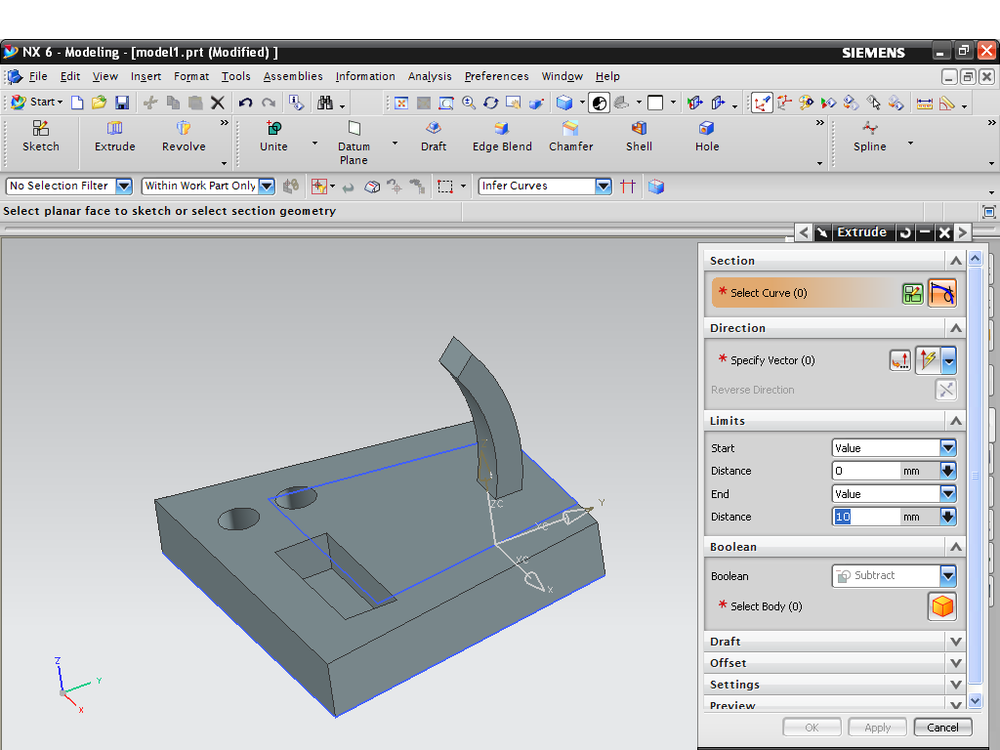 NX 6 - Modeling - [model1.prt (Modified) ]
SIEMENS
File Edit View Insert Format Tools Assemblies Information Analysis Preferences Window Help
Start
Sketch Extrude Revolve Unite Datum Plane Draft Edge Blend Chamfer Shell Hole Spline
No Selection Filter Within Work Part Only Infer Curves
Select planar face to sketch or select section geometry
Extrude
Section
* Select Curve (0)
Direction
* Specify Vector (0)
Reverse Direction
Limits
Start Value
Distance 0 mm
End Value
Distance 10 mm
Boolean
Boolean Subtract
* Select Body (0)
Draft
Offset
Settings
Preview
OK Apply Cancel
ZC
Y
YC
XC
X
Z
Y
X